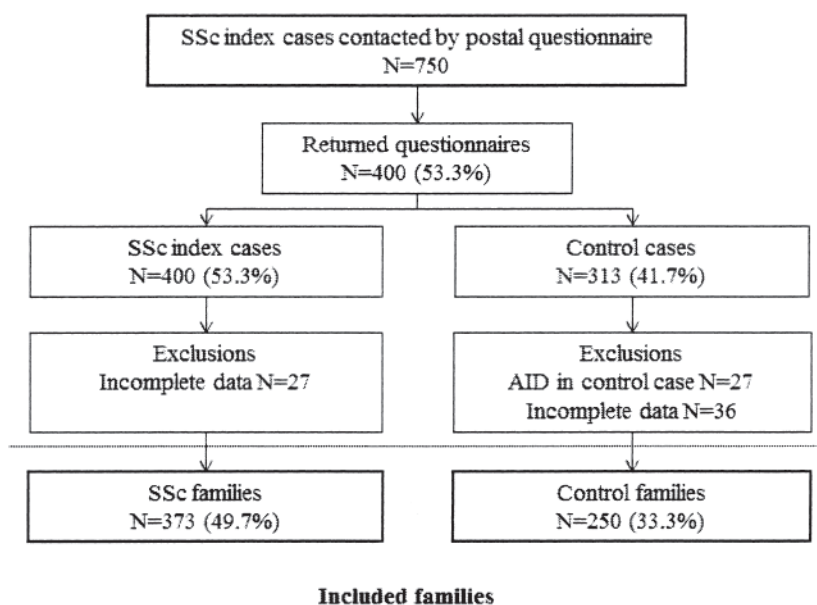 SSc index cases contacted by postal questionnaire
N=750
Returned questionnaires
N=400 (53.3%)
SSc index cases
N=400 (53.3%)
Control cases
N=313 (41.7%)
Exclusions
Incomplete data N=27
Exclusions
AID in control case N=27
Incomplete data N=36
SSc families
N=373 (49.7%)
Control families
N=250 (33.3%)
Included families